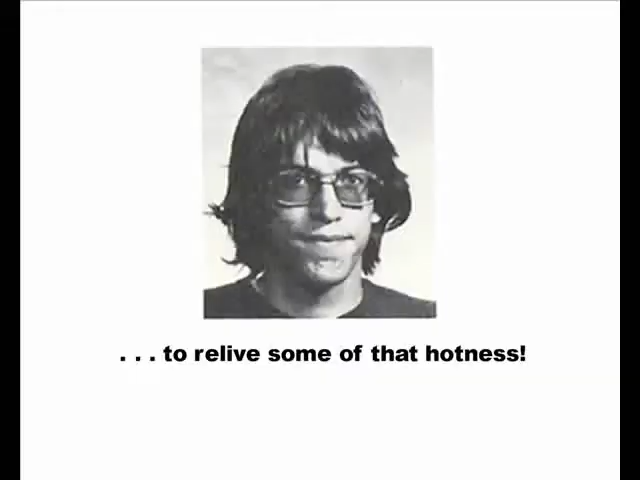 . . . to relive some of that hotness!